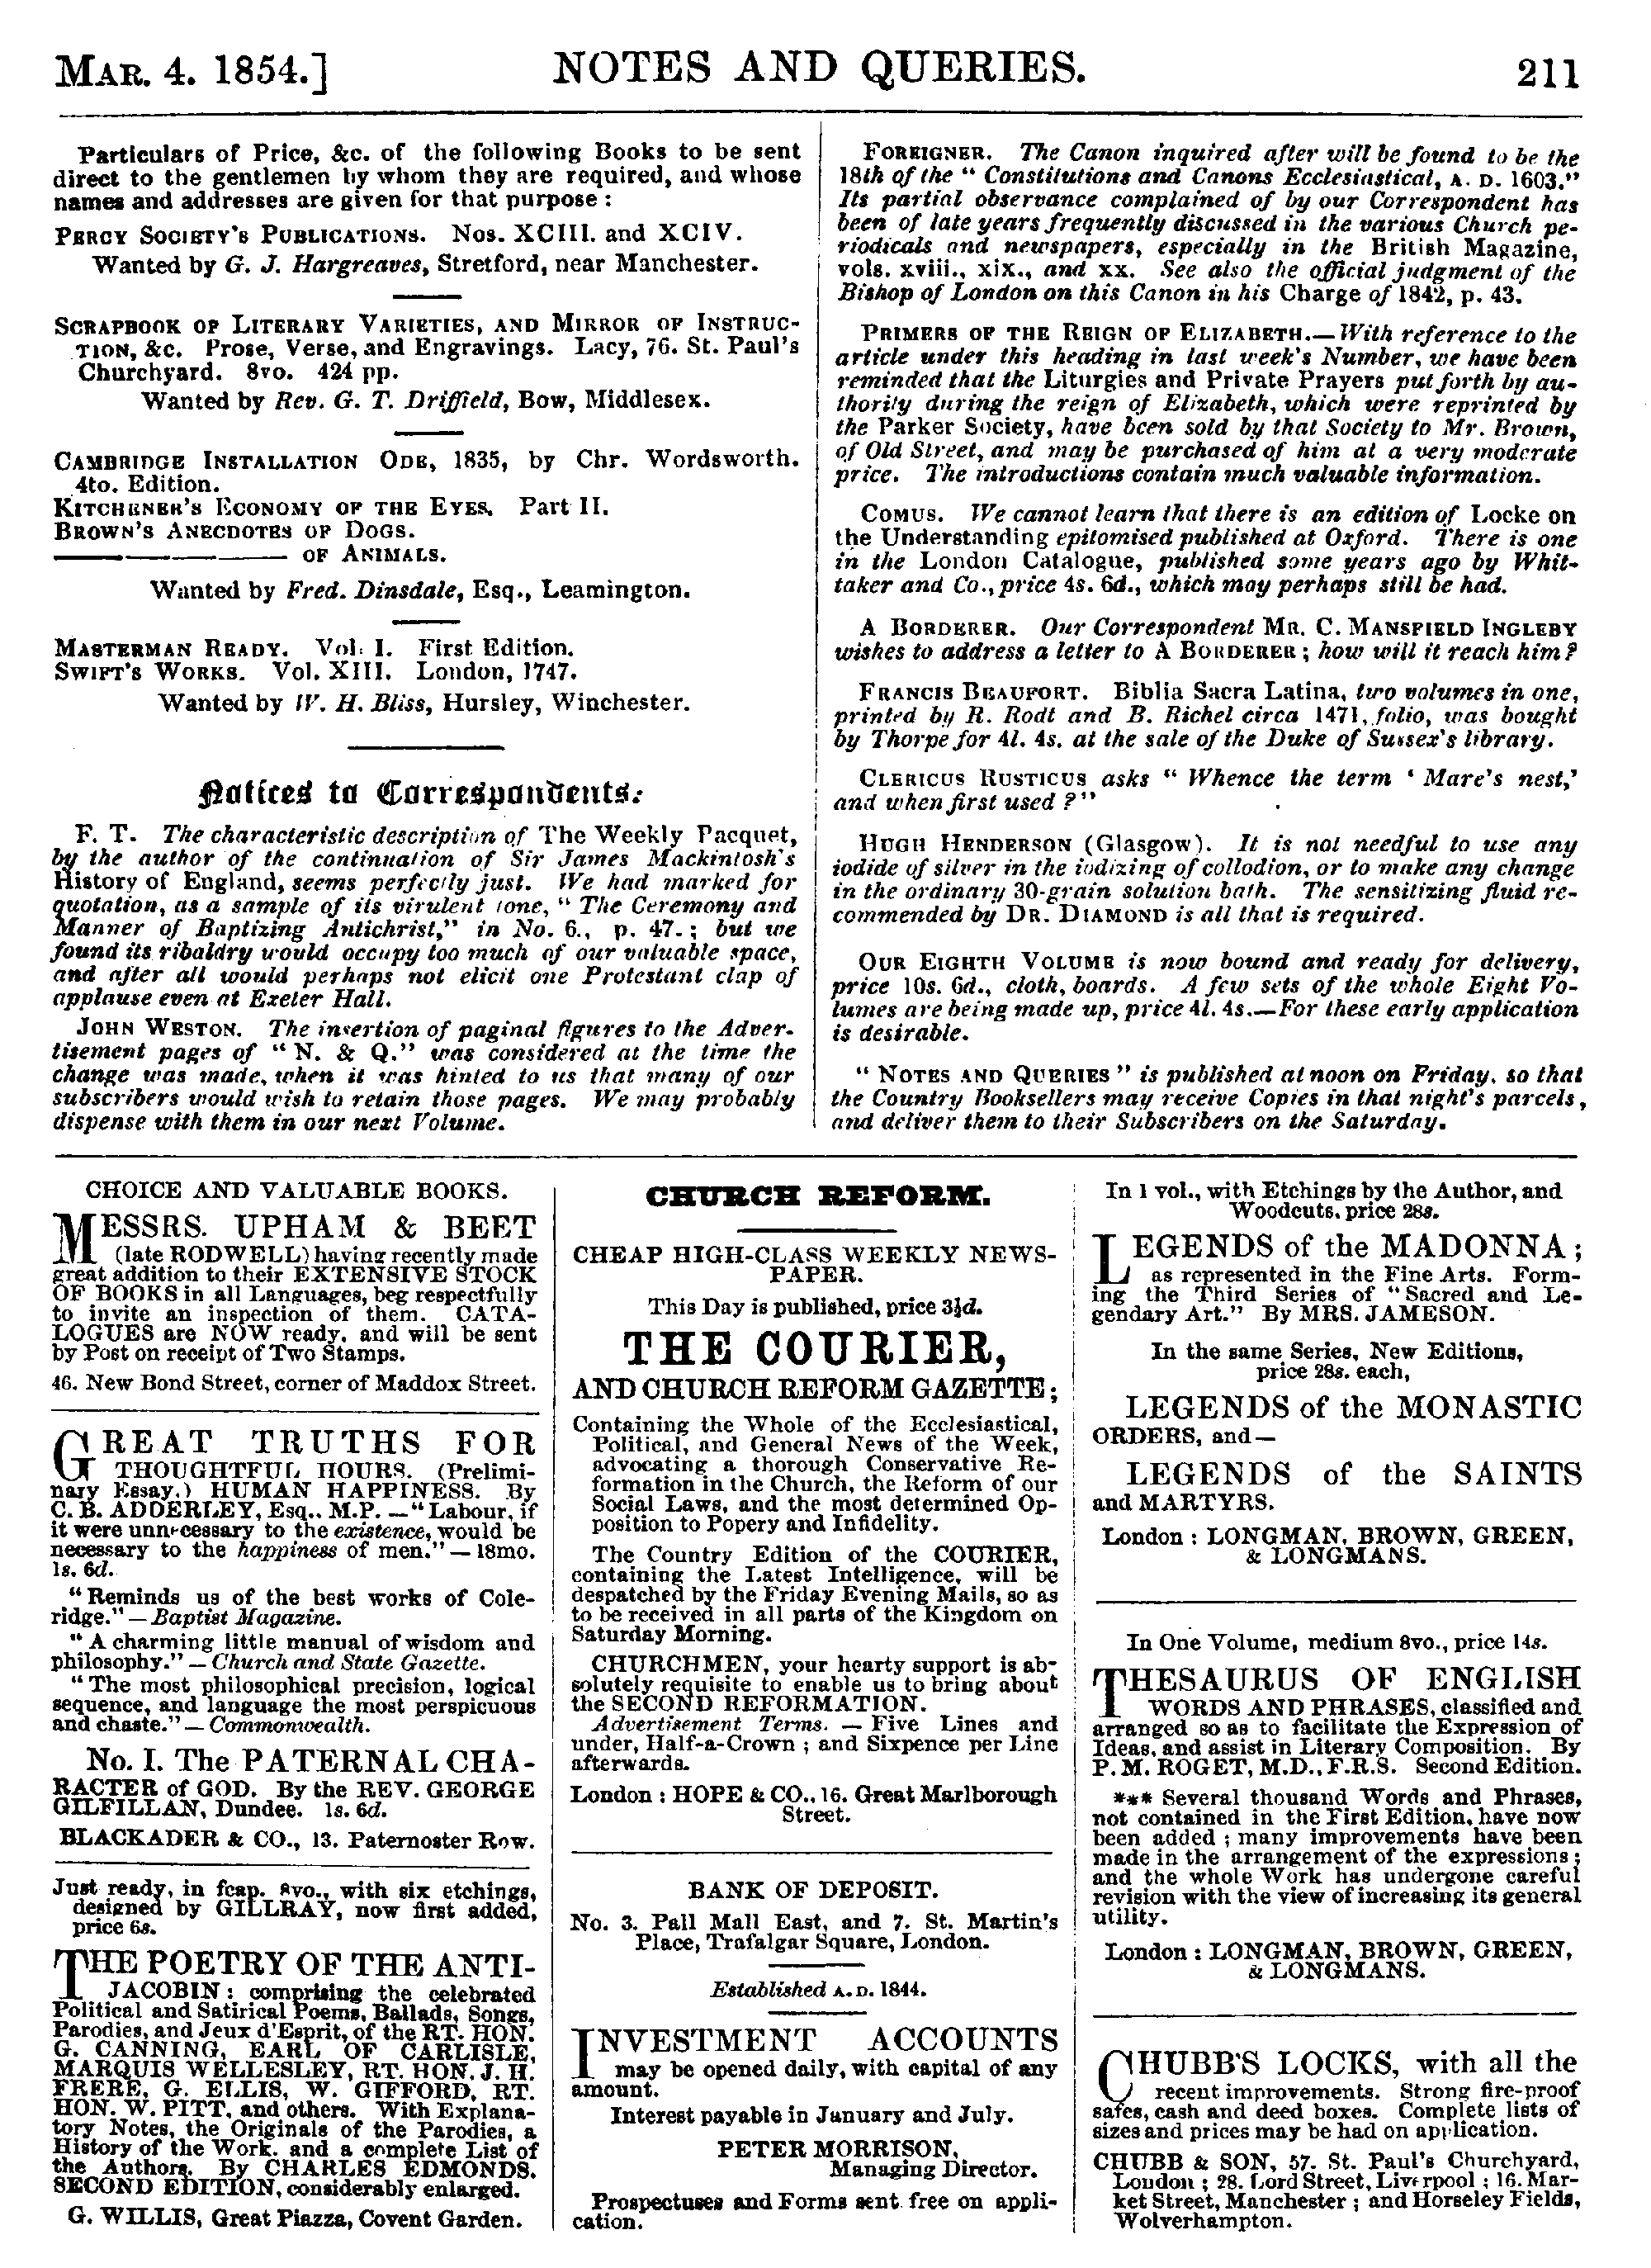 MAR. 4. 1854.] NOTES AND QUERIES. 211
Particulars of Price, &c. of the following Books to be sent
direct to the gentlemen by whom they are required, and whose
names and addresses are given for that purpose :
PERCY SOCIETY'S PUBLICATIONS. Nos. XCIII. and XCIV.
Wanted by G. J. Hargreaves, Stretford, near Manchester.
SCRAPBOOK OF LITERARY VARIETIES, AND MIRROR OF INSTRUC-
TION, &c. Prose, Verse, and Engravings. Lacy, 76. St. Paul's
Churchyard. 8vo. 424 pp.
Wanted by Rev. G. T. Driffield, Bow, Middlesex.
CAMBRIDGE INSTALLATION ODE, 1835, by Chr. Wordsworth.
4to. Edition.
KITCHENER'S ECONOMY OF THE EYES. Part II.
BROWN'S ANECDOTES OF DOGS.
———————— OF ANIMALS.
Wanted by Fred. Dinsdale, Esq., Leamington.
MASTERMAN READY. Vol. I. First Edition.
SWIFT'S WORKS. Vol. XIII. London, 1747.
Wanted by W. H. Bliss, Hursley, Winchester.
Notices to Correspondents.
F. T. The characteristic description of The Weekly Pacquet,
by the author of the continuation of Sir James Mackintosh's
History of England, seems perfectly just. We had marked for
quotation, as a sample of its virulent tone, " The Ceremony and
Manner of Baptizing Antichrist," in No. 6., p. 47.; but we
found its ribaldry would occupy too much of our valuable space,
and after all would perhaps not elicit one Protestant clap of
applause even at Exeter Hall.
JOHN WESTON. The insertion of paginal figures to the Adver-
tisement pages of " N. & Q." was considered at the time the
change was made, when it was hinted to us that many of our
subscribers would wish to retain those pages. We may probably
dispense with them in our next Volume.
FOREIGNER. The Canon inquired after will be found to be the
18th of the " Constitutions and Canons Ecclesiastical, A. D. 1603."
Its partial observance complained of by our Correspondent has
been of late years frequently discussed in the various Church pe-
riodicals and newspapers, especially in the British Magazine,
vols. xviii., xix., and xx. See also the official judgment of the
Bishop of London on this Canon in his Charge of 1842, p. 43.
PRIMERS OF THE REIGN OF ELIZABETH.—With reference to the
article under this heading in last week's Number, we have been
reminded that the Liturgies and Private Prayers put forth by au-
thority during the reign of Elizabeth, which were reprinted by
the Parker Society, have been sold by that Society to Mr. Brown,
of Old Street, and may be purchased of him at a very moderate
price. The introductions contain much valuable information.
COMUS. We cannot learn that there is an edition of Locke on
the Understanding epitomised published at Oxford. There is one
in the London Catalogue, published some years ago by Whit-
taker and Co., price 4s. 6d., which may perhaps still be had.
A BORDERER. Our Correspondent MR. C. MANSFIELD INGLEBY
wishes to address a letter to A BORDERER ; how will it reach him?
FRANCIS BEAUFORT. Biblia Sacra Latina, two volumes in one,
printed by R. Rodt and B. Richel circa 1471, folio, was bought
by Thorpe for 4l. 4s. at the sale of the Duke of Sussex's library.
CLERICUS RUSTICUS asks " Whence the term ' Mare's nest,'
and when first used ?"
HUGH HENDERSON (Glasgow). It is not needful to use any
iodide of silver in the iodizing of collodion, or to make any change
in the ordinary 30-grain solution bath. The sensitizing fluid re-
commended by DR. DIAMOND is all that is required.
OUR EIGHTH VOLUME is now bound and ready for delivery,
price 10s. 6d., cloth, boards. A few sets of the whole Eight Vo-
lumes are being made up, price 4l. 4s.—For these early application
is desirable.
" NOTES AND QUERIES " is published at noon on Friday, so that
the Country Booksellers may receive Copies in that night's parcels,
and deliver them to their Subscribers on the Saturday.
CHOICE AND VALUABLE BOOKS.
MESSRS. UPHAM & BEET
(late RODWELL) having recently made
great addition to their EXTENSIVE STOCK
OF BOOKS in all Languages, beg respectfully
to invite an inspection of them. CATA-
LOGUES are NOW ready, and will be sent
by Post on receipt of Two Stamps.
46. New Bond Street, corner of Maddox Street.
GREAT TRUTHS FOR
THOUGHTFUL HOURS. (Prelimi-
nary Essay.) HUMAN HAPPINESS. By
C. B. ADDERLEY, Esq., M.P. — "Labour, if
it were unnecessary to the existence, would be
necessary to the happiness of men."—18mo.
1s. 6d.
"Reminds us of the best works of Cole-
ridge."—Baptist Magazine.
"A charming little manual of wisdom and
philosophy."—Church and State Gazette.
"The most philosophical precision, logical
sequence, and language the most perspicuous
and chaste."—Commonwealth.
No. I. The PATERNAL CHA-
RACTER of GOD. By the REV. GEORGE
GILFILLAN, Dundee. 1s. 6d.
BLACKADER & CO., 13. Paternoster Row.
Just ready, in fcap. 8vo., with six etchings,
designed by GILLRAY, now first added,
price 6s.
THE POETRY OF THE ANTI-
JACOBIN : comprising the celebrated
Political and Satirical Poems, Ballads, Songs,
Parodies, and Jeux d'Esprit, of the RT. HON.
G. CANNING, EARL OF CARLISLE,
MARQUIS WELLESLEY, RT. HON. J. H.
FRERE, G. ELLIS, W. GIFFORD, RT.
HON. W. PITT, and others. With Explana-
tory Notes, the Originals of the Parodies, a
History of the Work, and a complete List of
the Authors. By CHARLES EDMONDS.
SECOND EDITION, considerably enlarged.
G. WILLIS, Great Piazza, Covent Garden.
CHURCH REFORM.
CHEAP HIGH-CLASS WEEKLY NEWS-
PAPER.
This Day is published, price 3½d.
THE COURIER,
AND CHURCH REFORM GAZETTE;
Containing the Whole of the Ecclesiastical,
Political, and General News of the Week,
advocating a thorough Conservative Re-
formation in the Church, the Reform of our
Social Laws, and the most determined Op-
position to Popery and Infidelity.
The Country Edition of the COURIER,
containing the Latest Intelligence, will be
despatched by the Friday Evening Mails, so as
to be received in all parts of the Kingdom on
Saturday Morning.
CHURCHMEN, your hearty support is ab-
solutely requisite to enable us to bring about
the SECOND REFORMATION.
Advertisement Terms. — Five Lines and
under, Half-a-Crown ; and Sixpence per Line
afterwards.
London : HOPE & CO., 16. Great Marlborough
Street.
BANK OF DEPOSIT.
No. 3. Pall Mall East, and 7. St. Martin's
Place, Trafalgar Square, London.
Established A. D. 1844.
INVESTMENT ACCOUNTS
may be opened daily, with capital of any
amount.
Interest payable in January and July.
PETER MORRISON,
Managing Director.
Prospectuses and Forms sent free on appli-
cation.
In 1 vol., with Etchings by the Author, and
Woodcuts, price 28s.
LEGENDS of the MADONNA ;
as represented in the Fine Arts. Form-
ing the Third Series of "Sacred and Le-
gendary Art." By MRS. JAMESON.
In the same Series, New Editions,
price 28s. each,
LEGENDS of the MONASTIC
ORDERS, and—
LEGENDS of the SAINTS
and MARTYRS.
London : LONGMAN, BROWN, GREEN,
& LONGMANS.
In One Volume, medium 8vo., price 14s.
THESAURUS OF ENGLISH
WORDS AND PHRASES, classified and
arranged so as to facilitate the Expression of
Ideas, and assist in Literary Composition. By
P. M. ROGET, M.D., F.R.S. Second Edition.
*** Several thousand Words and Phrases,
not contained in the First Edition, have now
been added ; many improvements have been
made in the arrangement of the expressions ;
and the whole Work has undergone careful
revision with the view of increasing its general
utility.
London : LONGMAN, BROWN, GREEN,
& LONGMANS.
CHUBB'S LOCKS, with all the
recent improvements. Strong fire-proof
safes, cash and deed boxes. Complete lists of
sizes and prices may be had on application.
CHUBB & SON, 57. St. Paul's Churchyard,
London ; 28. Lord Street, Liverpool ; 16. Mar-
ket Street, Manchester ; and Horseley Fields,
Wolverhampton.